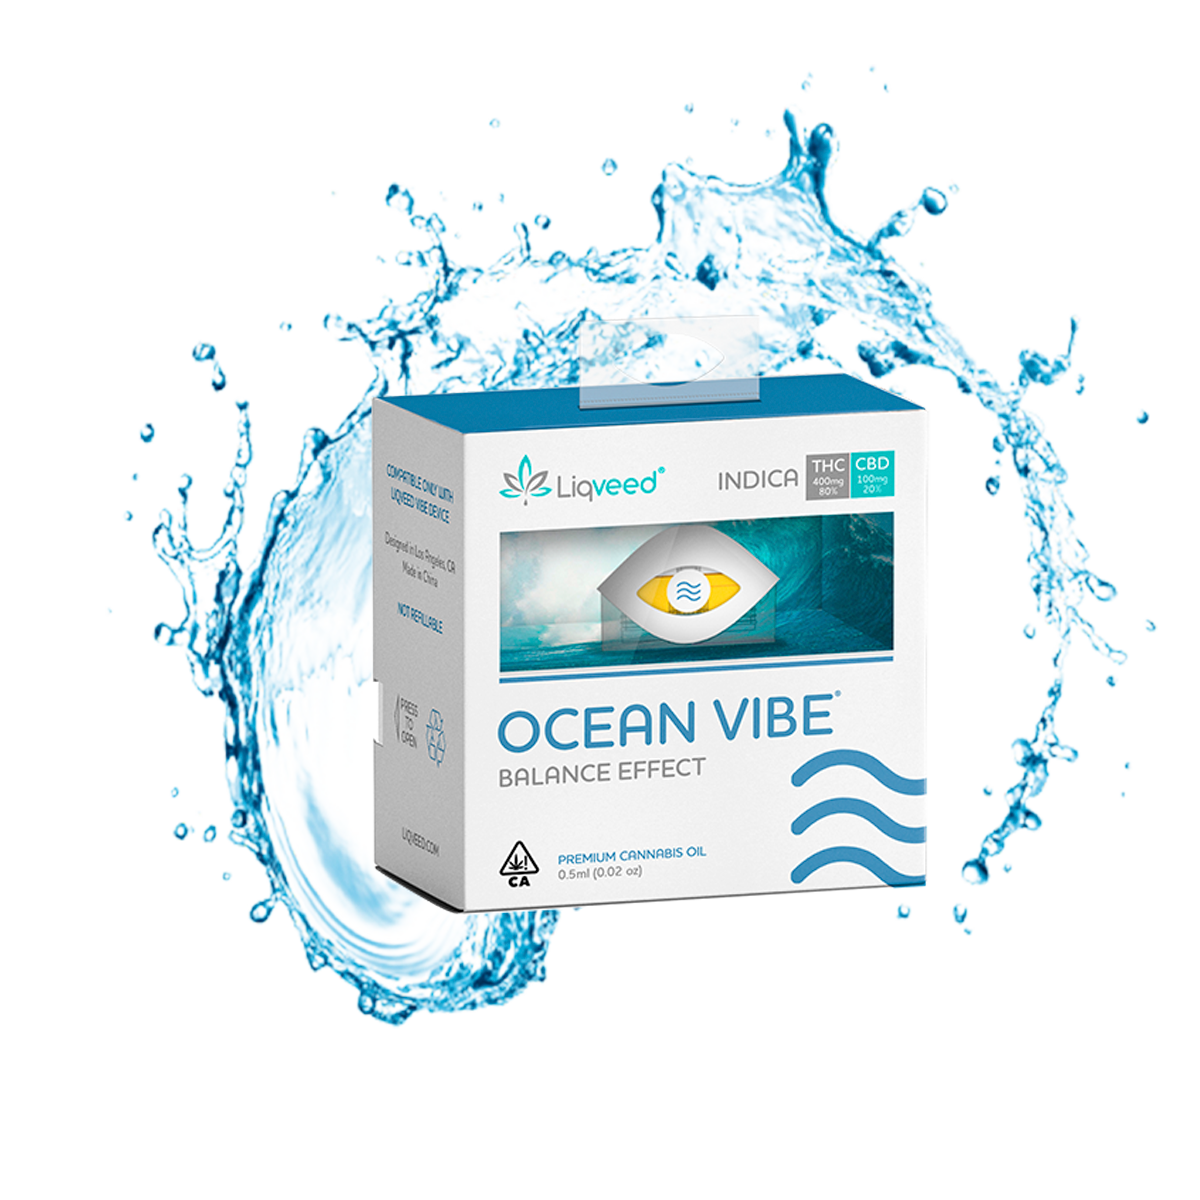 COMPATIBLE ONLY WITH
LIQVEED VIBE DEVICE
Designed in Los Angeles, CA
Made in China
NOT REFILLABLE
PRESS
TO
OPEN
LIQVEED.COM
Liqveed®
INDICA
THC
400mg
80%
CBD
100mg
20%
OCEAN VIBE®
BALANCE EFFECT
CA
PREMIUM CANNABIS OIL
0.5ml (0.02 oz)